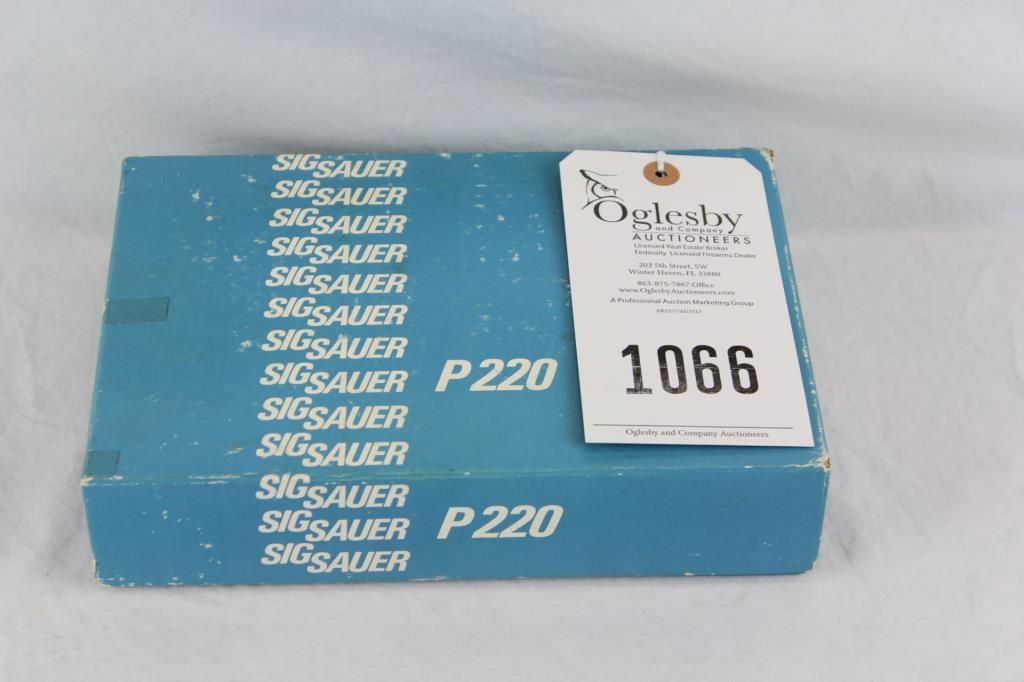 SIGSAUER
SIGSAUER
SIGSAUER
SIGSAUER
SIGSAUER
SIGSAUER
SIGSAUER
SIGSAUER
SIGSAUER
SIGSAUER
P220
SIGSAUER
SIGSAUER
SIGSAUER
P220
Oglesby
and Company
AUCTIONEERS
Licensed Real Estate Broker
Federally Licensed Firearms Dealer
203 5th Street, SW
Winter Haven, FL 33880
863-875-7867 Office
www.OglesbyAuctioneers.com
A Professional Auction Marketing Group
1066
Oglesby and Company Auctioneers